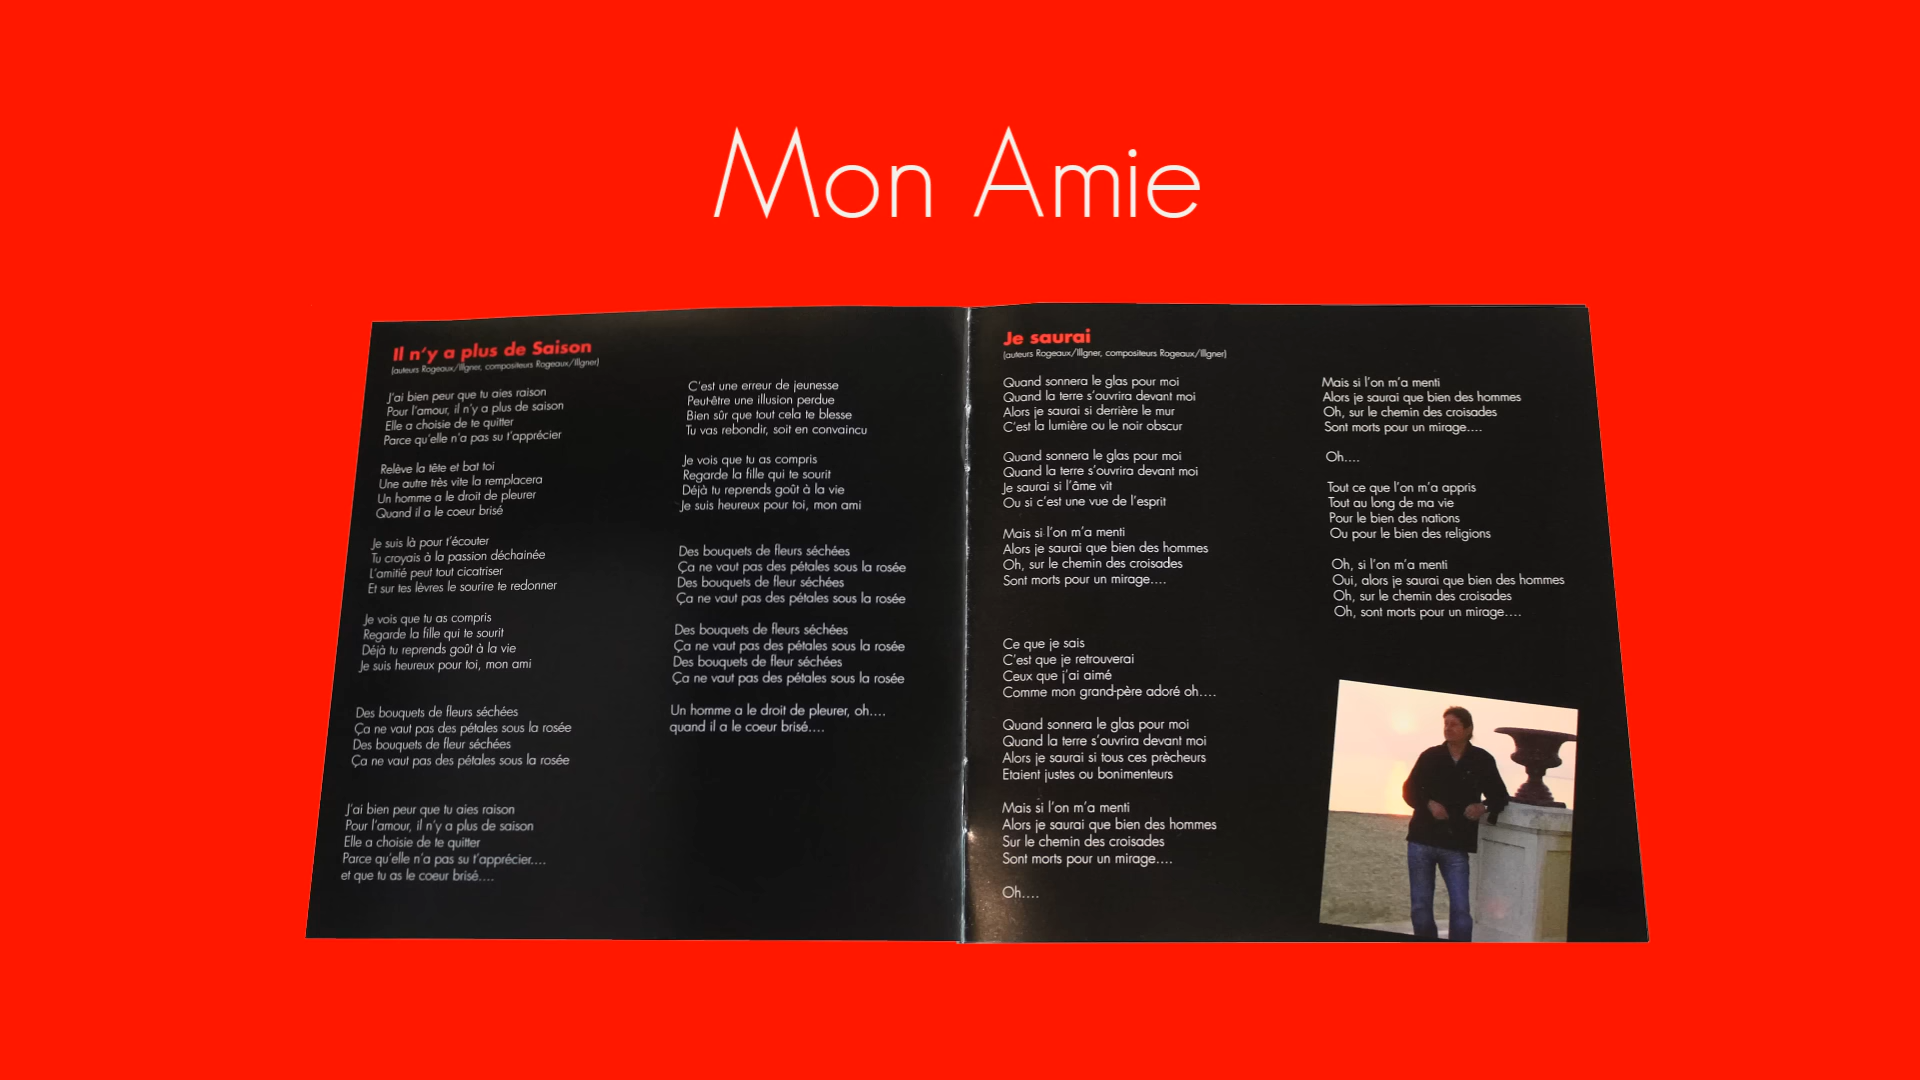 Mon Amie
Il n'y a plus de Saison
(auteurs Rogeaux/Illgner, compositeurs Rogeaux/Illgner)
J'ai bien peur que tu aies raison
Pour l'amour, il n'y a plus de saison
Elle a choisie de te quitter
Parce qu'elle n'a pas su t'apprécier
Relève la tête et bat toi
Une autre très vite la remplacera
Un homme a le droit de pleurer
Quand il a le coeur brisé
Je suis là pour t'écouter
Tu croyais à la passion déchainée
L'amitié peut tout cicatriser
Et sur tes lèvres le sourire te redonner
Je vois que tu as compris
Regarde la fille qui te sourit
Déjà tu reprends goût à la vie
Je suis heureux pour toi, mon ami
Des bouquets de fleurs séchées
Ça ne vaut pas des pétales sous la rosée
Des bouquets de fleur séchées
Ça ne vaut pas des pétales sous la rosée
J'ai bien peur que tu aies raison
Pour l'amour, il n'y a plus de saison
Elle a choisie de te quitter
Parce qu'elle n'a pas su t'apprécier....
et que tu as le coeur brisé....
C'est une erreur de jeunesse
Peut-être une illusion perdue
Bien sûr que tout cela te blesse
Tu vas rebondir, soit en convaincu
Je vois que tu as compris
Regarde la fille qui te sourit
Déjà tu reprends goût à la vie
Je suis heureux pour toi, mon ami
Des bouquets de fleurs séchées
Ça ne vaut pas des pétales sous la rosée
Des bouquets de fleur séchées
Ça ne vaut pas des pétales sous la rosée
Des bouquets de fleurs séchées
Ça ne vaut pas des pétales sous la rosée
Des bouquets de fleur séchées
Ça ne vaut pas des pétales sous la rosée
Un homme a le droit de pleurer, oh....
quand il a le coeur brisé....
Je saurai
(auteurs Rogeaux/Illgner, compositeurs Rogeaux/Illgner)
Quand sonnera le glas pour moi
Quand la terre s'ouvrira devant moi
Alors je saurai si derrière le mur
C'est la lumière ou le noir obscur
Quand sonnera le glas pour moi
Quand la terre s'ouvrira devant moi
Je saurai si l'âme vit
Ou si c'est une vue de l'esprit
Mais si l'on m'a menti
Alors je saurai que bien des hommes
Oh, sur le chemin des croisades
Sont morts pour un mirage....
Ce que je sais
C'est que je retrouverai
Ceux que j'ai aimé
Comme mon grand-père adoré oh....
Quand sonnera le glas pour moi
Quand la terre s'ouvrira devant moi
Alors je saurai si tous ces prècheurs
Etaient justes ou bonimenteurs
Mais si l'on m'a menti
Alors je saurai que bien des hommes
Sur le chemin des croisades
Sont morts pour un mirage....
Oh....
Mais si l'on m'a menti
Alors je saurai que bien des hommes
Oh, sur le chemin des croisades
Sont morts pour un mirage....
Oh....
Tout ce que l'on m'a appris
Tout au long de ma vie
Pour le bien des nations
Ou pour le bien des religions
Oh, si l'on m'a menti
Oui, alors je saurai que bien des hommes
Oh, sur le chemin des croisades
Oh, sont morts pour un mirage....